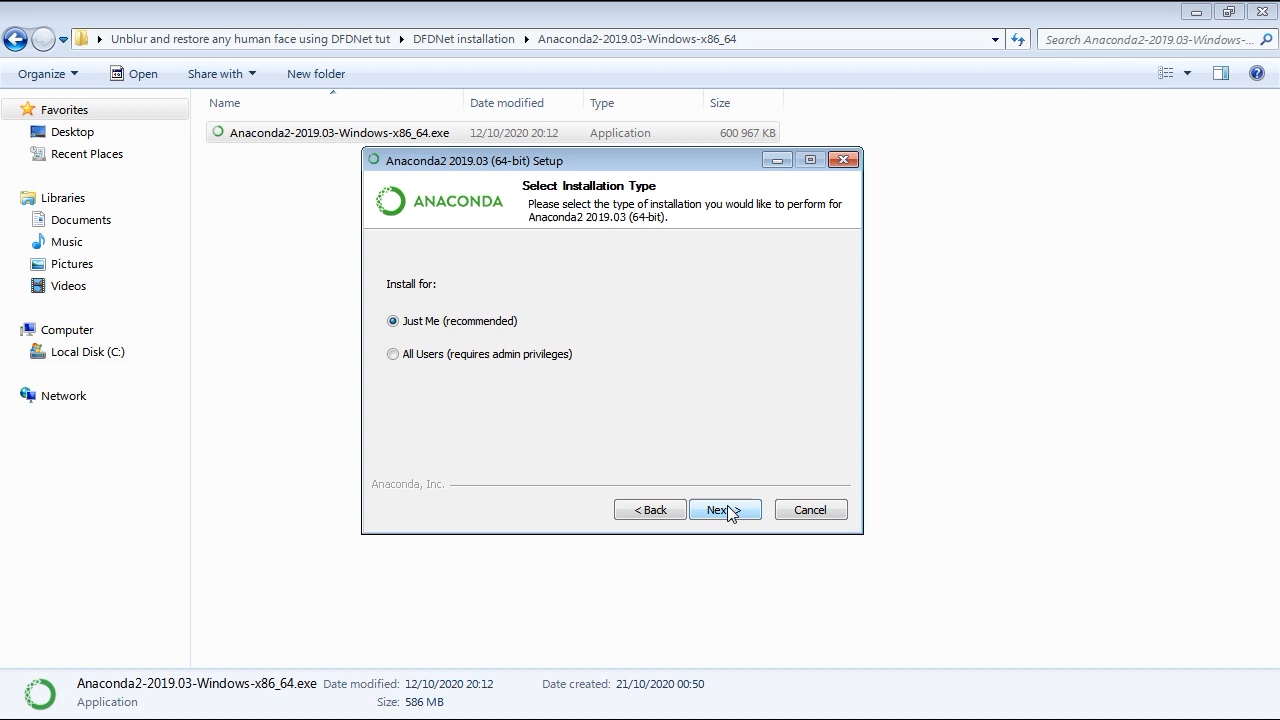 Unblur and restore any human face using DFDNet tut
DFDNet installation
Anaconda2-2019.03-Windows-x86_64
Search Anaconda2-2019.03-Windows-...
Organize
Open
Share with
New folder
Favorites
Desktop
Recent Places
Libraries
Documents
Music
Pictures
Videos
Computer
Local Disk (C:)
Network
Name Date modified Type Size
Anaconda2-2019.03-Windows-x86_64.exe 12/10/2020 20:12 Application 600 967 KB
Anaconda2 2019.03 (64-bit) Setup
ANACONDA
Select Installation Type
Please select the type of installation you would like to perform for
Anaconda2 2019.03 (64-bit).
Install for:
Just Me (recommended)
All Users (requires admin privileges)
Anaconda, Inc.
< Back
Next >
Cancel
Anaconda2-2019.03-Windows-x86_64.exe Date modified: 12/10/2020 20:12 Date created: 21/10/2020 00:50
Application Size: 586 MB